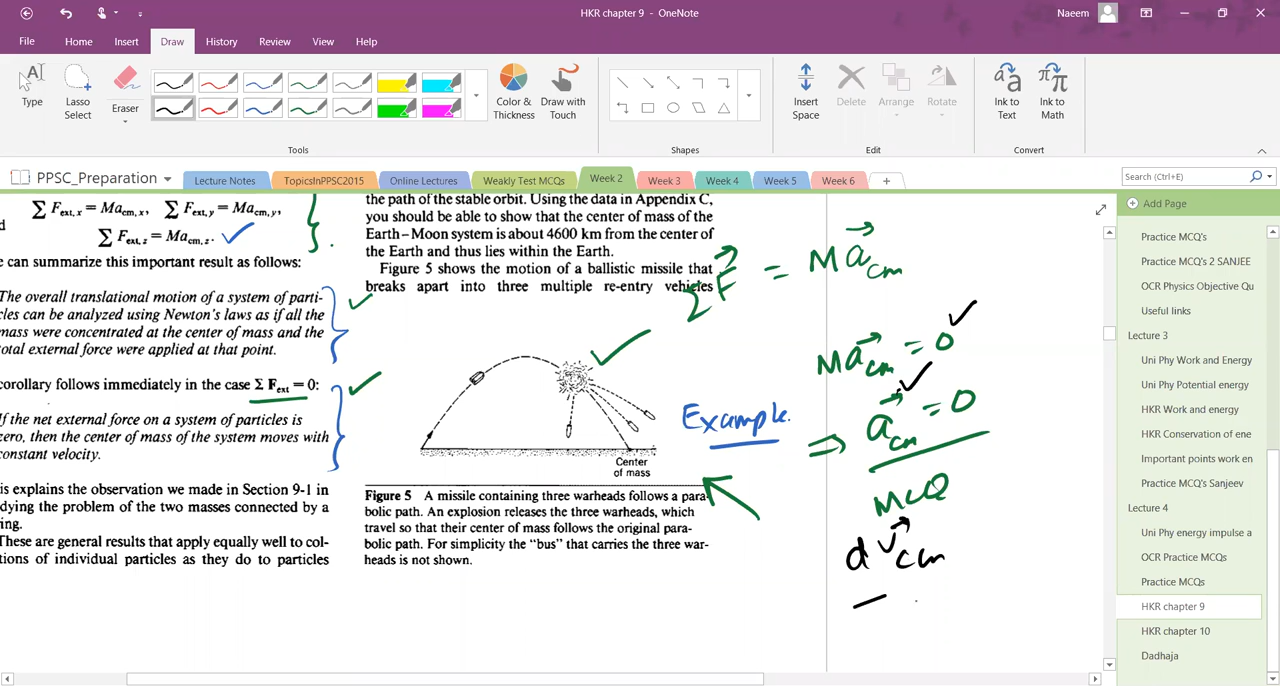 HKR chapter 9 - OneNote
Naeem
File
Home
Insert
Draw
History
Review
View
Help
Type
Lasso Select
Eraser
Color & Thickness
Draw with Touch
Insert Space
Delete
Arrange
Rotate
Ink to Text
Ink to Math
Tools
Shapes
Edit
Convert
PPSC_Preparation
Lecture Notes
TopicsInPPSC2015
Online Lectures
Weakly Test MCQs
Week 2
Week 3
Week 4
Week 5
Week 6
Search (Ctrl+E)
∑ F_ext,x = Ma_cm,x, ∑ F_ext,y = Ma_cm,y,
∑ F_ext,z = Ma_cm,z.
e can summarize this important result as follows:
The overall translational motion of a system of parti-
cles can be analyzed using Newton's laws as if all the
mass were concentrated at the center of mass and the
total external force were applied at that point.
corollary follows immediately in the case ∑ F_ext = 0:
If the net external force on a system of particles is
zero, then the center of mass of the system moves with
constant velocity.
is explains the observation we made in Section 9-1 in
dying the problem of the two masses connected by a
ing.
These are general results that apply equally well to col-
tions of individual particles as they do to particles
the path of the stable orbit. Using the data in Appendix C,
you should be able to show that the center of mass of the
Earth–Moon system is about 4600 km from the center of
the Earth and thus lies within the Earth.
Figure 5 shows the motion of a ballistic missile that
breaks apart into three multiple re-entry vehicles
Center
of mass
Figure 5 A missile containing three warheads follows a para-
bolic path. An explosion releases the three warheads, which
travel so that their center of mass follows the original para-
bolic path. For simplicity the "bus" that carries the three war-
heads is not shown.
Example.
∑F⃗ = Ma⃗cm
Ma⃗cm = 0
⇒ a⃗cm = 0
MCQ
d v⃗cm
Add Page
Practice MCQ's
Practice MCQ's 2 SANJEE
OCR Physics Objective Qu
Useful links
Lecture 3
Uni Phy Work and Energy
Uni Phy Potential energy
HKR Work and energy
HKR Conservation of ene
Important points work en
Practice MCQ's Sanjeev
Lecture 4
Uni Phy energy impulse a
OCR Practice MCQs
Practice MCQs
HKR chapter 9
HKR chapter 10
Dadhaja